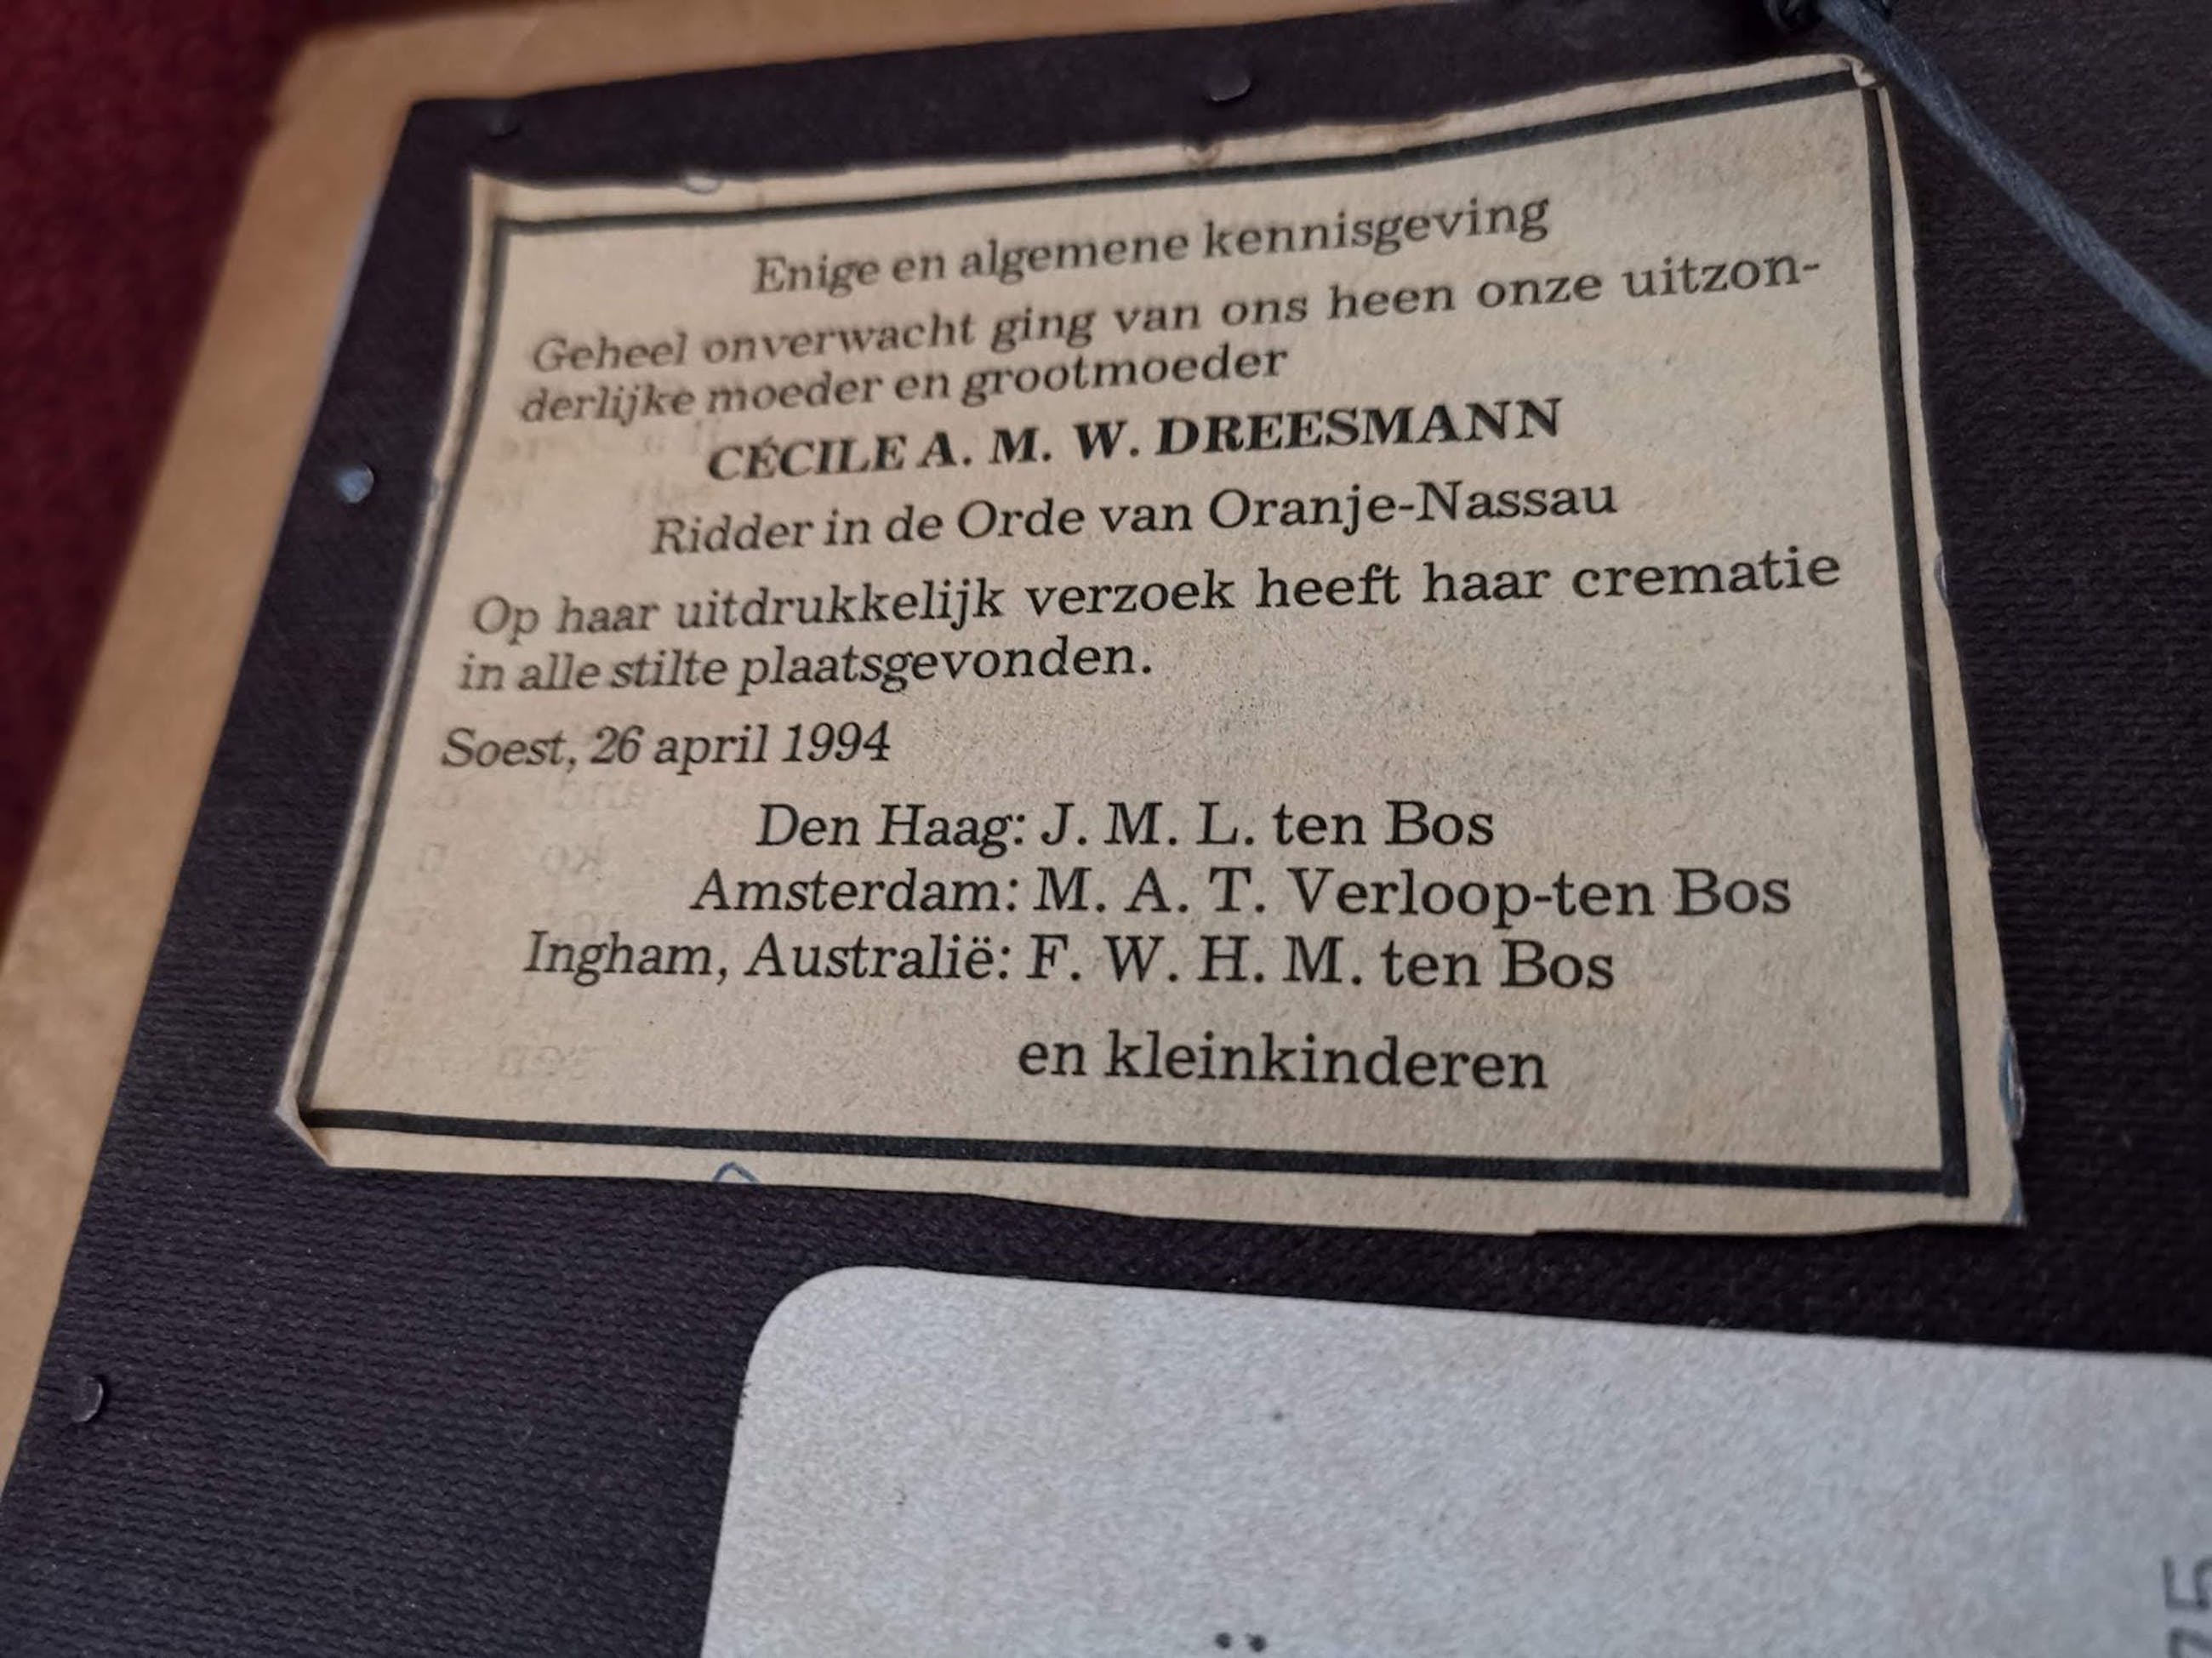 Enige en algemene kennisgeving
Geheel onverwacht ging van ons heen onze uitzon-
derlijke moeder en grootmoeder
CÉCILE A. M. W. DREESMANN
Ridder in de Orde van Oranje-Nassau
Op haar uitdrukkelijk verzoek heeft haar crematie
in alle stilte plaatsgevonden.
Soest, 26 april 1994
Den Haag: J. M. L. ten Bos
Amsterdam: M. A. T. Verloop-ten Bos
Ingham, Australië: F. W. H. M. ten Bos
en kleinkinderen